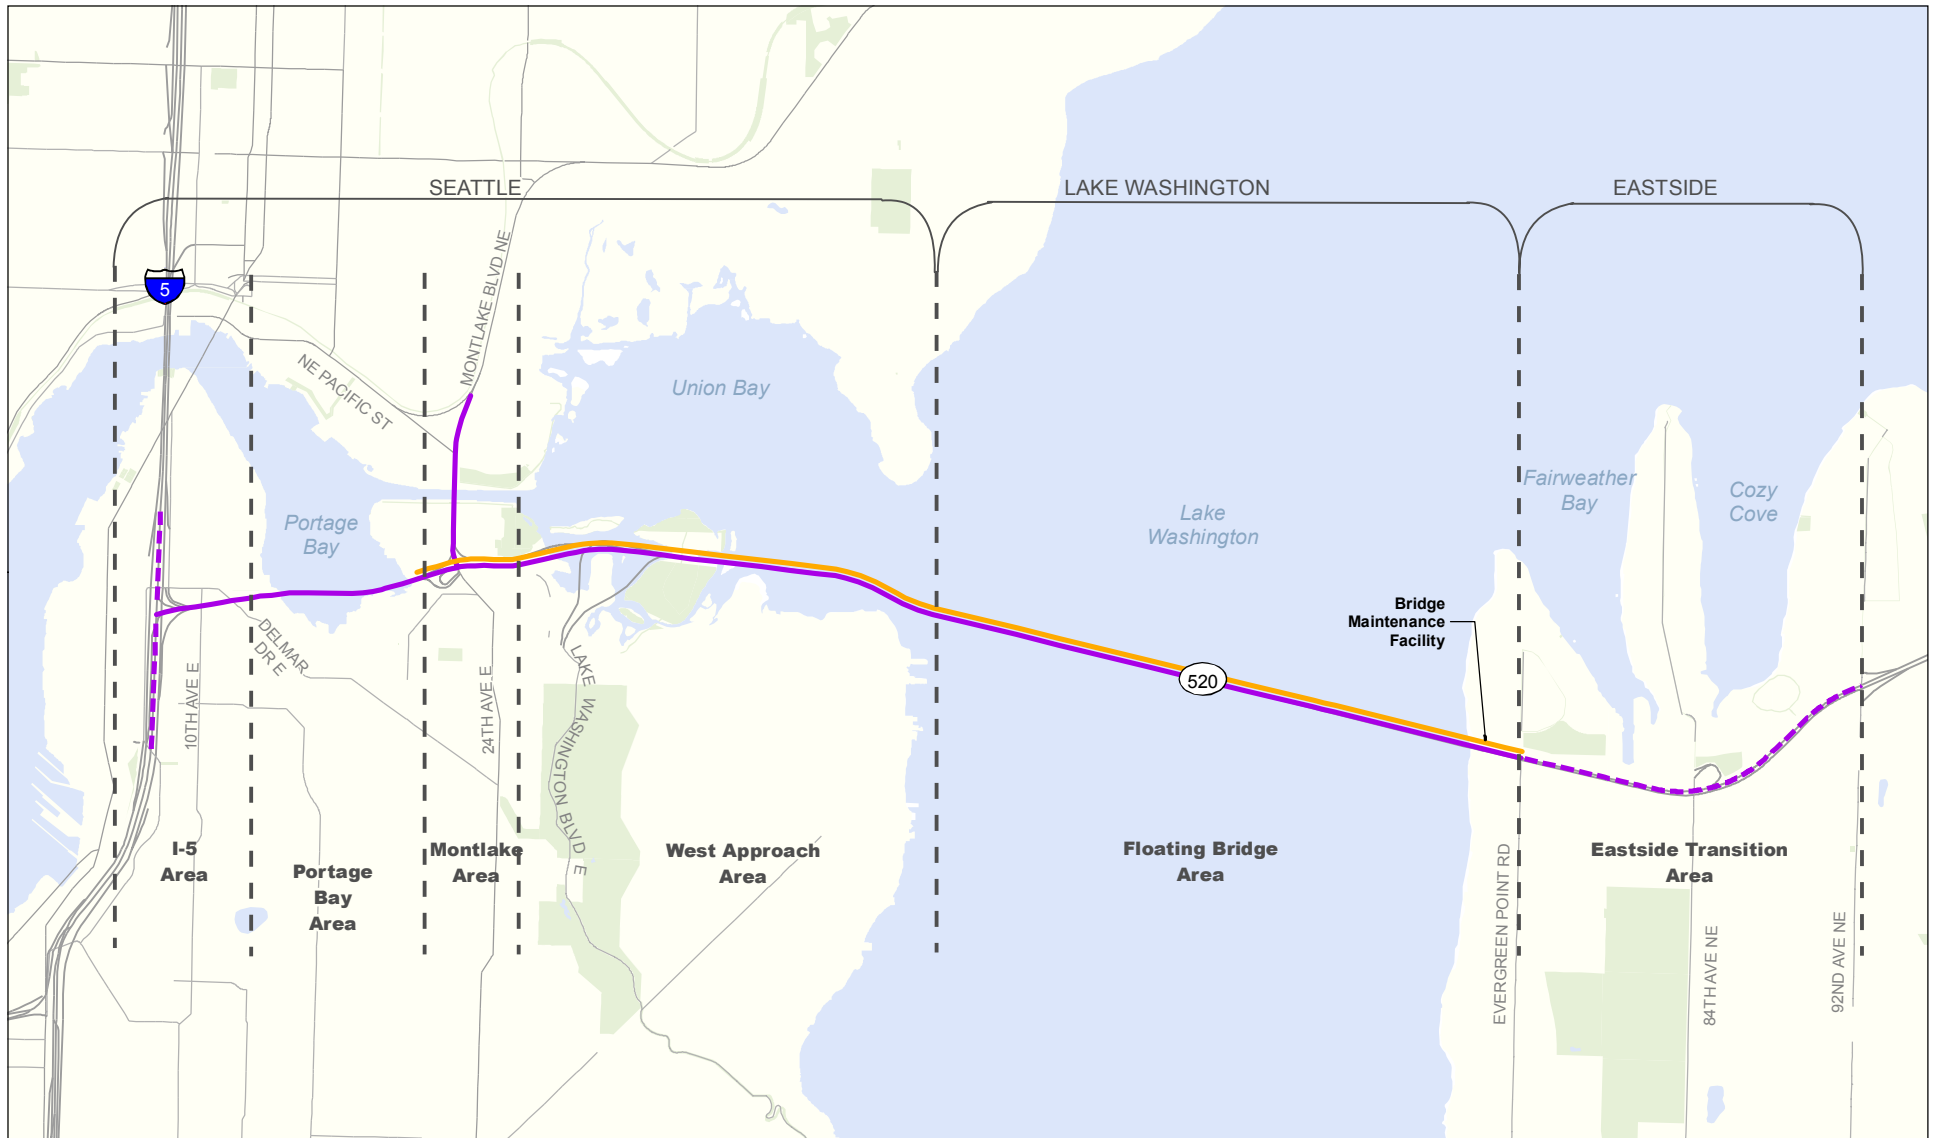 SEATTLE
LAKE WASHINGTON
EASTSIDE
5
MONTLAKE BLVD NE
NE PACIFIC ST
Union Bay
Portage
Bay
Lake
Washington
Fairweather
Bay
Cozy
Cove
Bridge
Maintenance
Facility
520
DELMAR
DR E
10TH AVE E
24TH AVE E
LAKE WASHINGTON BLVD E
I-5
Area
Portage
Bay
Area
Montlake
Area
West Approach
Area
Floating Bridge
Area
Eastside Transition
Area
EVERGREEN POINT RD
84TH AVE NE
92ND AVE NE